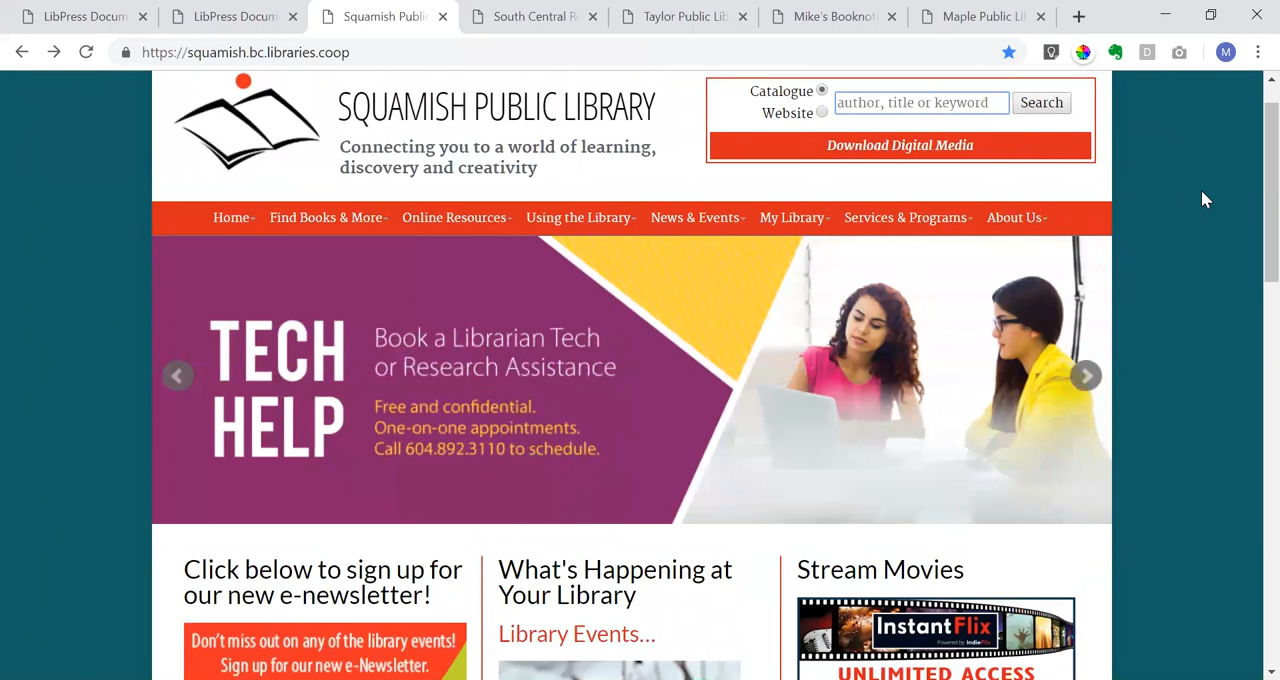 LibPress Docum
LibPress Docum
Squamish Publi
South Central R
Taylor Public Lib
Mike's Booknot
Maple Public Li
https://squamish.bc.libraries.coop
M
SQUAMISH PUBLIC LIBRARY
Connecting you to a world of learning,
discovery and creativity
Catalogue
Website
author, title or keyword
Search
Download Digital Media
Home
Find Books & More
Online Resources
Using the Library
News & Events
My Library
Services & Programs
About Us
TECH
HELP
Book a Librarian Tech
or Research Assistance
Free and confidential.
One-on-one appointments.
Call 604.892.3110 to schedule.
Click below to sign up for
our new e-newsletter!
Don't miss out on any of the library events!
Sign up for our new e-Newsletter.
What's Happening at
Your Library
Library Events...
Stream Movies
InstantFlix
Powered by IndieFlix
UNLIMITED ACCESS